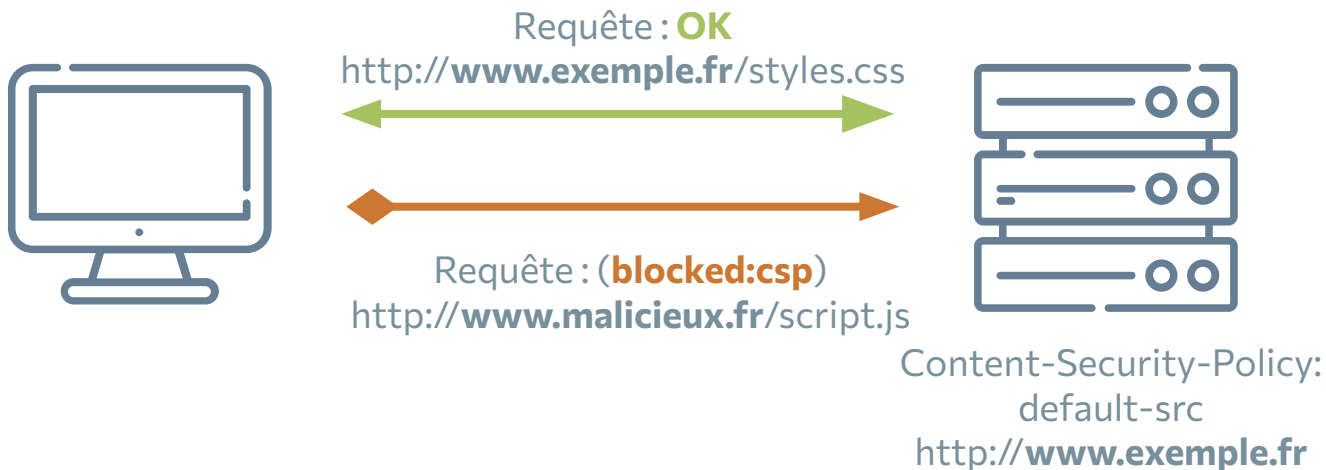 Requête : OK
http://www.exemple.fr/styles.css
Requête : (blocked:csp)
http://www.malicieux.fr/script.js
Content-Security-Policy:
default-src
http://www.exemple.fr